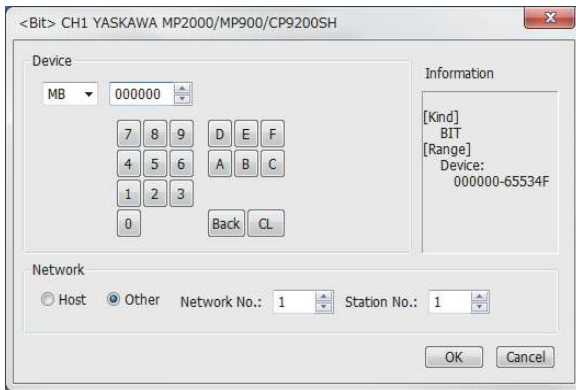 <Bit> CH1 YASKAWA MP2000/MP900/CP9200SH
Device
MB 000000
7 8 9 D E F
4 5 6 A B C
1 2 3
0 Back CL
Information
[Kind]
BIT
[Range]
Device:
000000-65534F
Network
Host Other Network No.: 1 Station No.: 1
OK Cancel